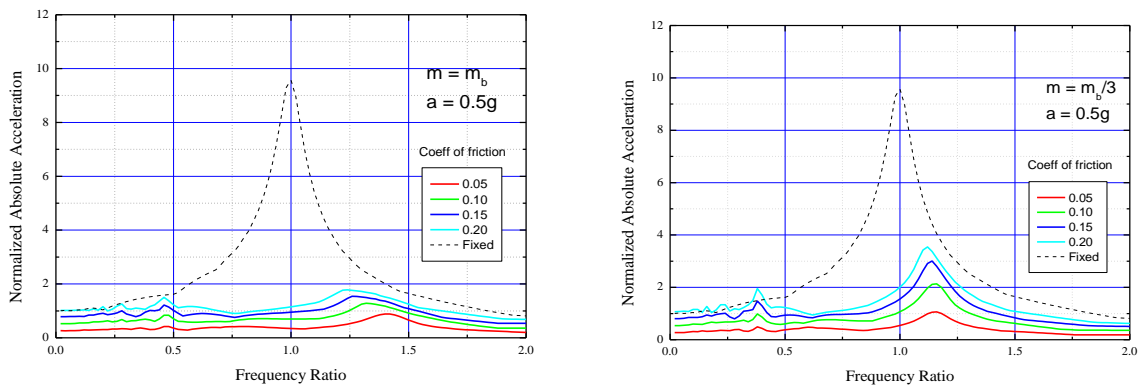 12
10
8
6
4
2
0
0.0
0.5
1.0
1.5
2.0
Normalized Absolute Acceleration
Frequency Ratio
m = m_b
a = 0.5g
Coeff of friction
0.05
0.10
0.15
0.20
Fixed
12
10
8
6
4
2
0
0.0
0.5
1.0
1.5
2.0
Normalized Absolute Acceleration
Frequency Ratio
m = m_b/3
a = 0.5g
Coeff of friction
0.05
0.10
0.15
0.20
Fixed